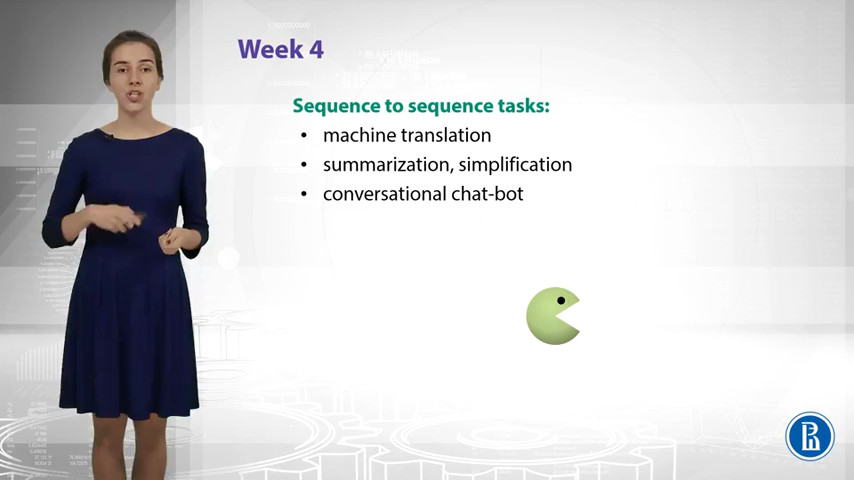 Week 4
Sequence to sequence tasks:
• machine translation
• summarization, simplification
• conversational chat-bot